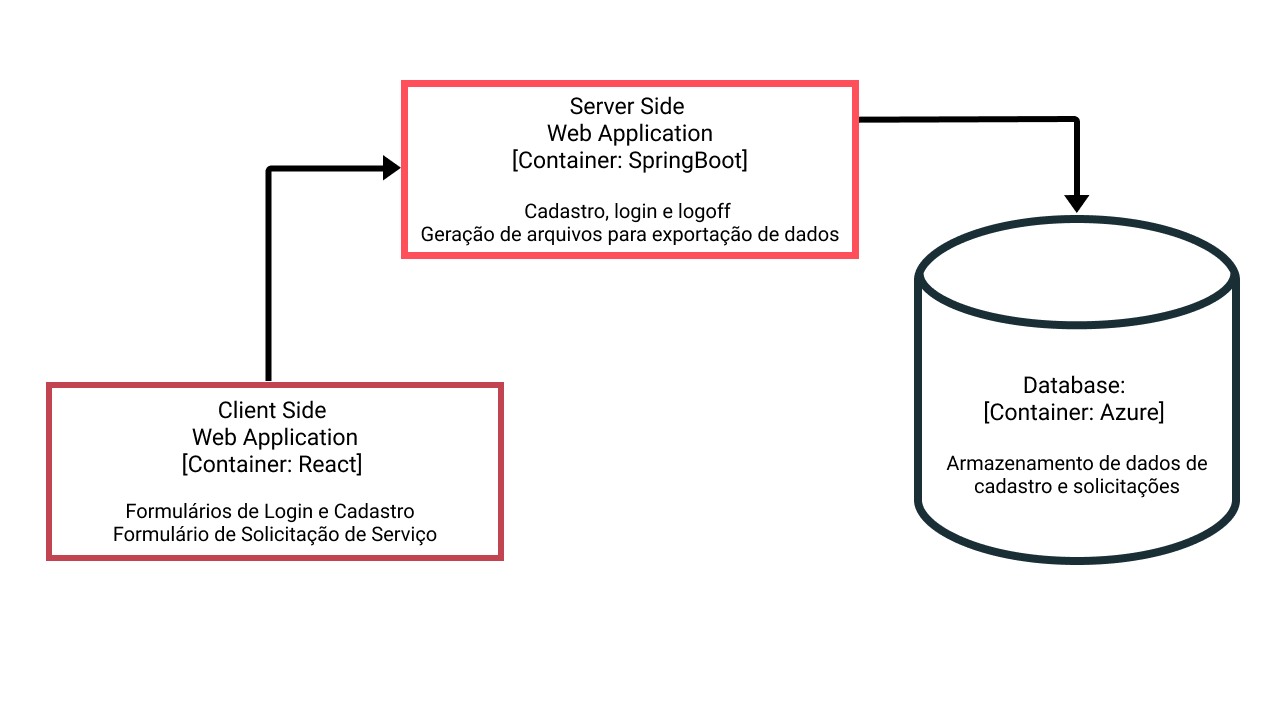 Server Side
Web Application
[Container: SpringBoot]
Cadastro, login e logoff
Geração de arquivos para exportação de dados
Client Side
Web Application
[Container: React]
Formulários de Login e Cadastro
Formulário de Solicitação de Serviço
Database:
[Container: Azure]
Armazenamento de dados de
cadastro e solicitações